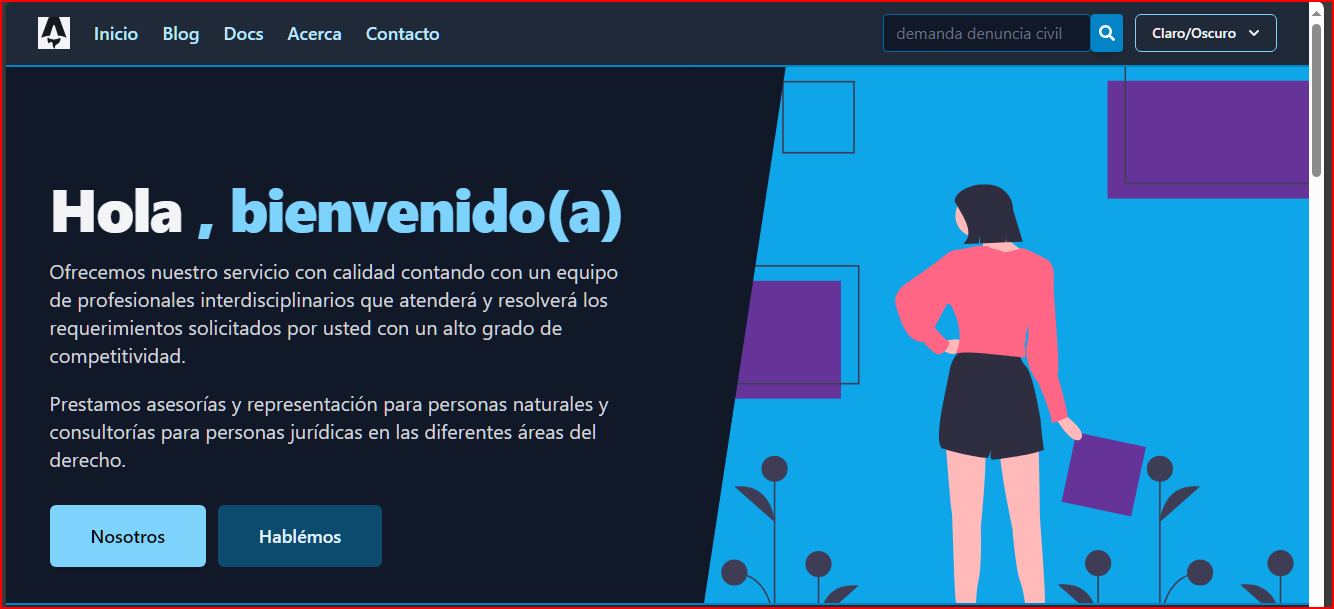 Inicio Blog Docs Acerca Contacto demanda denuncia civil Claro/Oscuro
Hola , bienvenido(a)
Ofrecemos nuestro servicio con calidad contando con un equipo
de profesionales interdisciplinarios que atenderá y resolverá los
requerimientos solicitados por usted con un alto grado de
competitividad.
Prestamos asesorías y representación para personas naturales y
consultorías para personas jurídicas en las diferentes áreas del
derecho.
Nosotros Hablémos